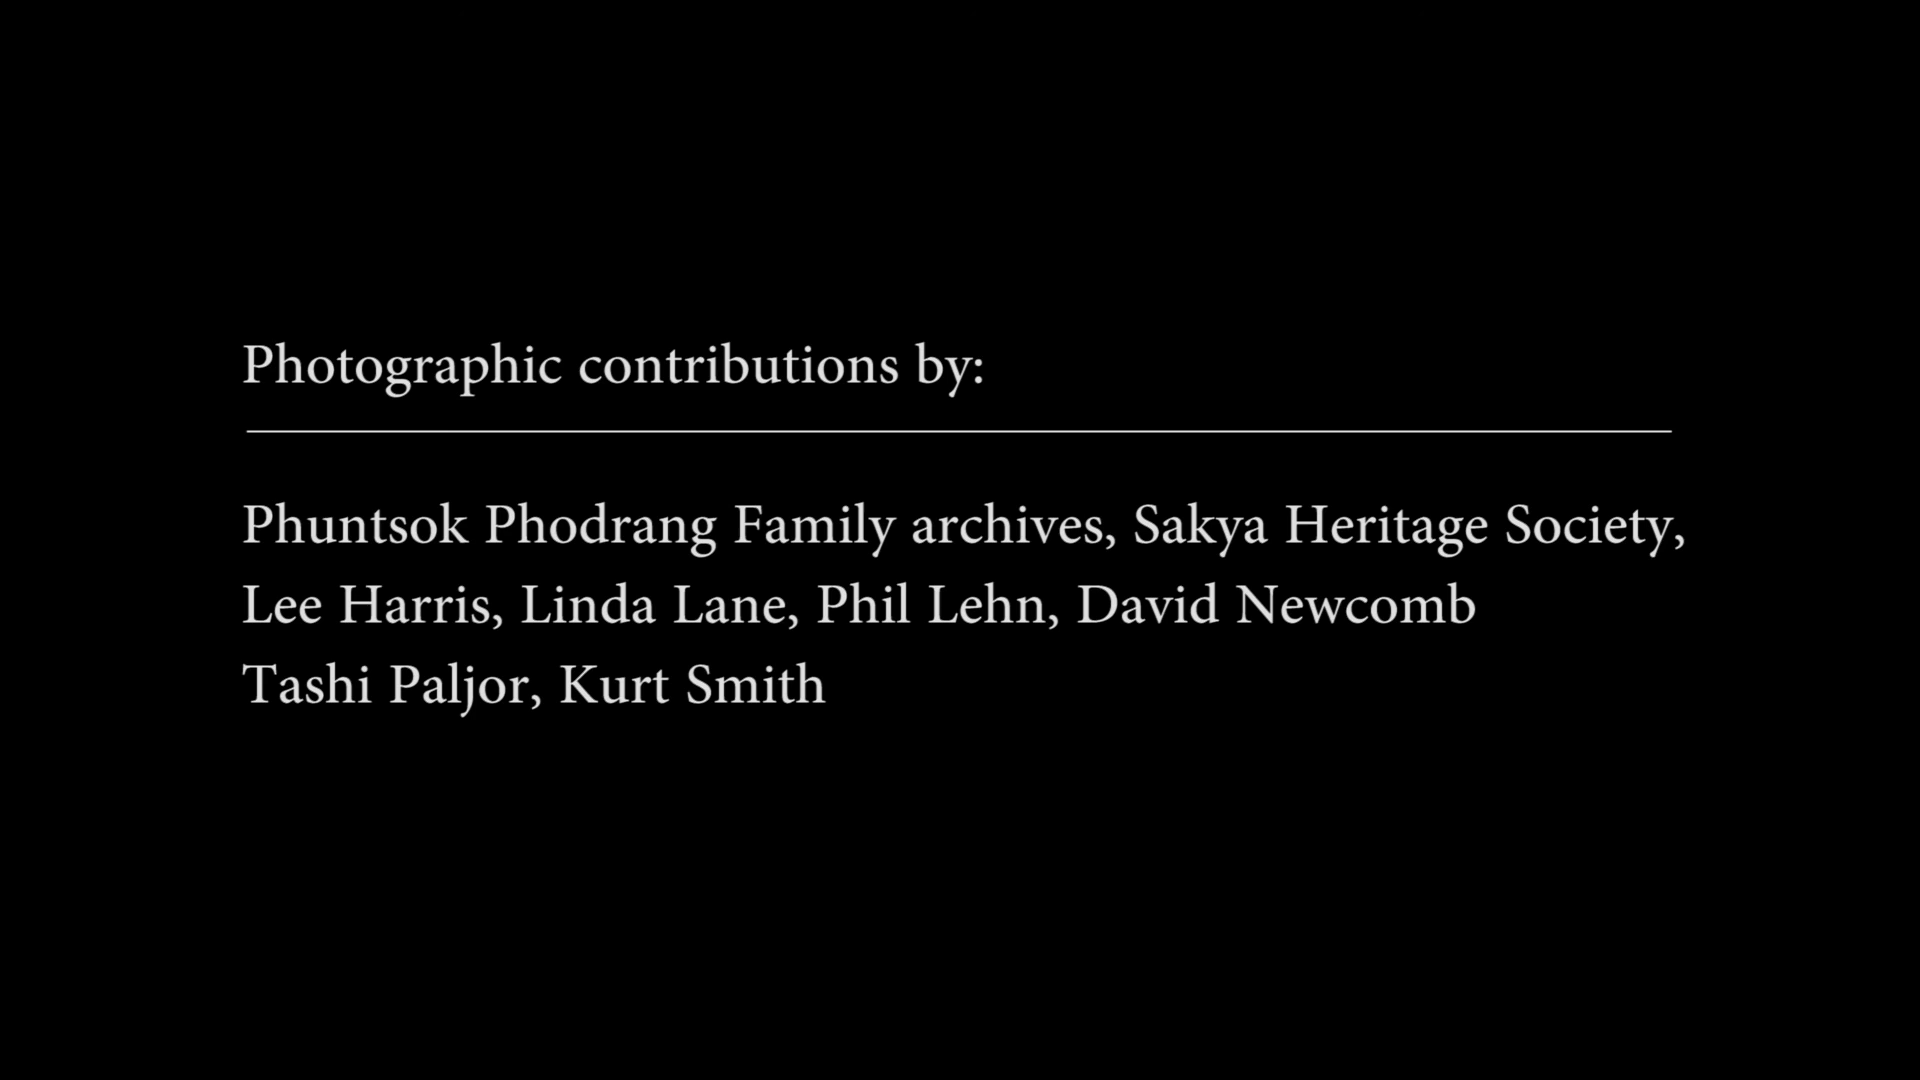 Photographic contributions by:
Phuntsok Phodrang Family archives, Sakya Heritage Society,
Lee Harris, Linda Lane, Phil Lehn, David Newcomb
Tashi Paljor, Kurt Smith